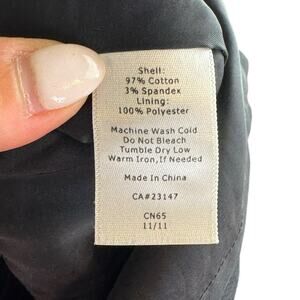 Shell:
97% Cotton
3% Spandex
Lining:
100% Polyester
Machine Wash Cold
Do Not Bleach
Tumble Dry Low
Warm Iron,If Needed
Made In China
CA#23147
CN65
11/11